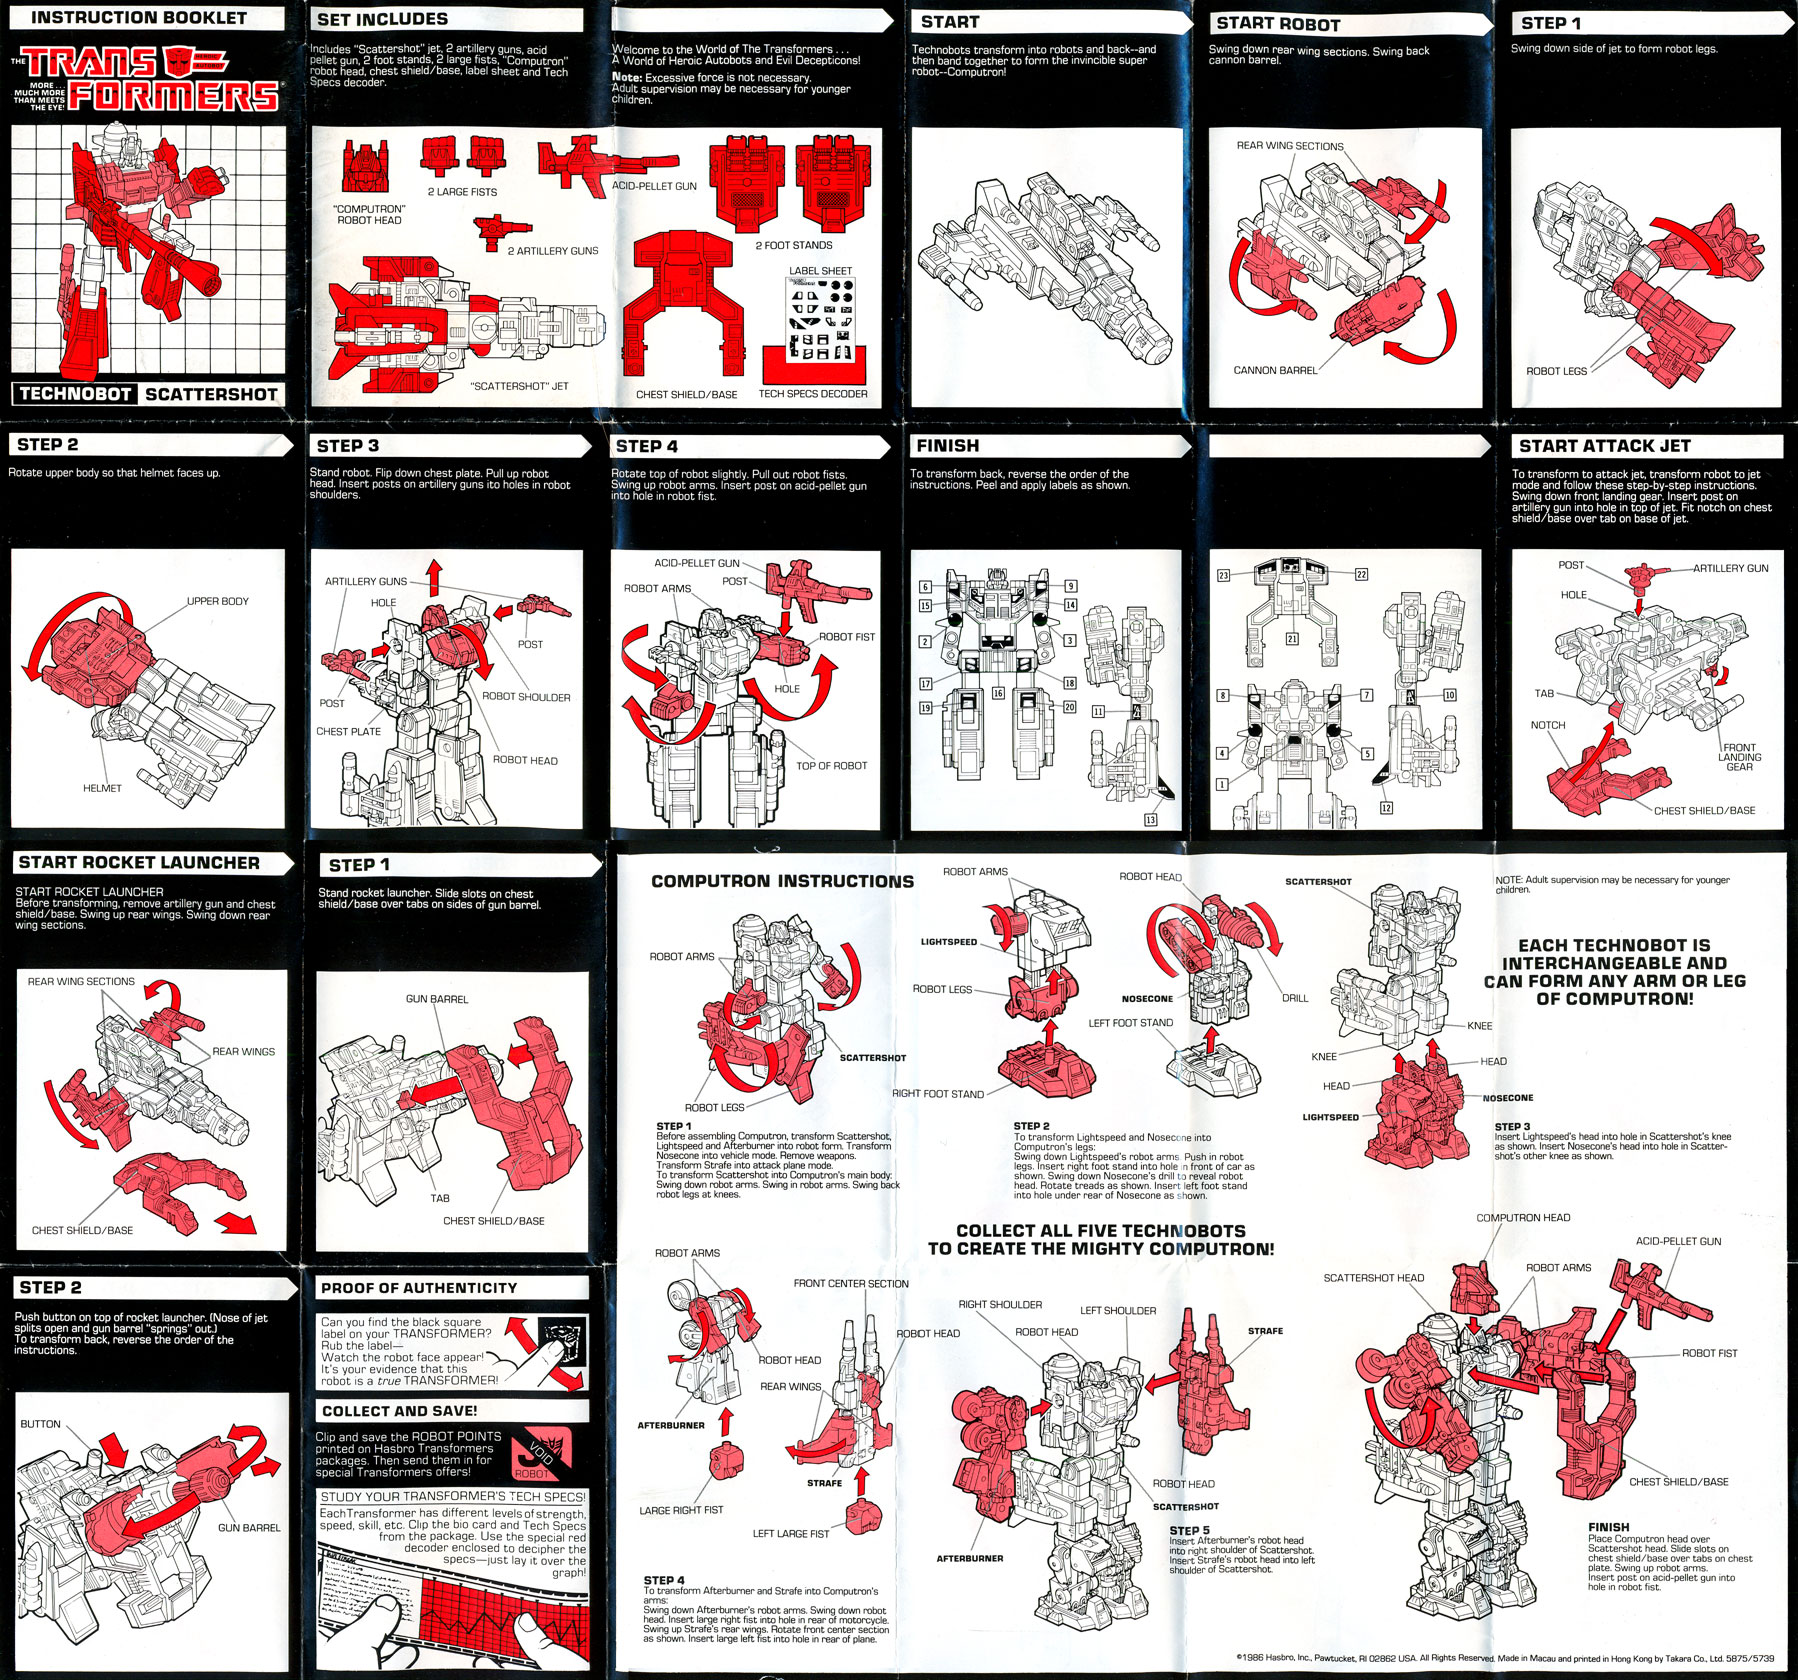 INSTRUCTION BOOKLET
THE TRANSFORMERS
HEROIC
AUTOBOT
MORE...
MUCH MORE
THAN MEETS
THE EYE!
TECHNOBOT SCATTERSHOT
SET INCLUDES
Includes "Scattershot" jet, 2 artillery guns, acid
pellet gun, 2 foot stands, 2 large fists, "Computron"
robot head, chest shield/base, label sheet and Tech
Specs decoder.
Welcome to the World of The Transformers . . .
A World of Heroic Autobots and Evil Decepticons!
Note: Excessive force is not necessary.
Adult supervision may be necessary for younger
children.
"COMPUTRON"
ROBOT HEAD
2 LARGE FISTS
ACID-PELLET GUN
2 ARTILLERY GUNS
2 FOOT STANDS
LABEL SHEET
"SCATTERSHOT" JET
CHEST SHIELD/BASE
TECH SPECS DECODER
START
Technobots transform into robots and back--and
then band together to form the invincible super
robot--Computron!
START ROBOT
Swing down rear wing sections. Swing back
cannon barrel.
REAR WING SECTIONS
CANNON BARREL
STEP 1
Swing down side of jet to form robot legs.
ROBOT LEGS
STEP 2
Rotate upper body so that helmet faces up.
UPPER BODY
HELMET
STEP 3
Stand robot. Flip down chest plate. Pull up robot
head. Insert posts on artillery guns ito holes in robot
shoulders.
ARTILLERY GUNS
HOLE
POST
ROBOT SHOULDER
POST
CHEST PLATE
ROBOT HEAD
STEP 4
Rotate top of robot slightly. Pull out robot fists.
Swing up robot arms. Insert post on acid-pellet gun
into hole in robot fist.
ACID-PELLET GUN
POST
ROBOT ARMS
ROBOT FIST
HOLE
TOP OF ROBOT
FINISH
To transform back, reverse the order of the
instructions. Peel and apply labels as shown.
6 9
15 14
2 3
17 18
16
19 20
11
13
23 22
21
8 7 10
4 5
1
12
START ATTACK JET
To transform to attack jet, transform robot to jet
mode and follow these step-by-step instructions.
Swing down front landing gear. Insert post on
artillery gun into hole in top of jet. Fit notch on chest
shield/base over tab on base of jet.
POST
ARTILLERY GUN
HOLE
TAB
NOTCH
FRONT
LANDING
GEAR
CHEST SHIELD/BASE
START ROCKET LAUNCHER
START ROCKET LAUNCHER
Before transforming, remove artillery gun and chest
shield/base. Swing up rear wings. Swing down rear
wing sections.
REAR WING SECTIONS
REAR WINGS
CHEST SHIELD/BASE
STEP 1
Stand rocket launcher. Slide slots on chest
shield/base over tabs on sides of gun barrel.
GUN BARREL
TAB
CHEST SHIELD/BASE
STEP 2
Push button on top of rocket launcher. (Nose of jet
splits open and gun barrel "springs" out.)
To transform back, reverse the order of the
instructions.
BUTTON
GUN BARREL
PROOF OF AUTHENTICITY
Can you find the black square
label on your TRANSFORMER?
Rub the label—
Watch the robot face appear!
It's your evidence that this
robot is a true TRANSFORMER!
COLLECT AND SAVE!
Clip and save the ROBOT POINTS
printed on Hasbro Transformers
packages. Then send them in for
special Transformers offers!
VOID
ROBOT
STUDY YOUR TRANSFORMER'S TECH SPECS!
Each Transformer has different levels of strength,
speed, skill, etc. Clip the bio card and Tech Specs
from the package. Use the special red
decoder enclosed to decipher the
specs—just lay it over the
graph!
COMPUTRON INSTRUCTIONS
ROBOT ARMS
SCATTERSHOT
ROBOT LEGS
STEP 1
Before assembling Computron, transform Scattershot,
Lightspeed and Afterburner into robot form. Transform
Nosecone into vehicle mode. Remove weapons.
Transform Strafe into attack plane mode.
To transform Scattershot into Computron's main body:
Swing down robot arms. Swing in robot arms. Swing back
robot legs at knees.
ROBOT ARMS
LIGHTSPEED
ROBOT LEGS
RIGHT FOOT STAND
ROBOT HEAD
NOSECONE
DRILL
LEFT FOOT STAND
STEP 2
To transform Lightspeed and Nosecone into
Computron's legs:
Swing down Lightspeed's robot arms. Push in robot
legs. Insert right foot stand into hole in front of car as
shown. Swing down Nosecone's drill to reveal robot
head. Rotate treads as shown. Insert left foot stand
into hole under rear of Nosecone as shown.
SCATTERSHOT
KNEE
KNEE
HEAD
HEAD
NOSECONE
LIGHTSPEED
STEP 3
Insert Lightspeed's head into hole in Scattershot's knee
as shown. Insert Nosecone's head into hole in Scatter-
shot's other knee as shown.
NOTE: Adult supervision may be necessary for younger
children.
EACH TECHNOBOT IS
INTERCHANGEABLE AND
CAN FORM ANY ARM OR LEG
OF COMPUTRON!
COLLECT ALL FIVE TECHNOBOTS
TO CREATE THE MIGHTY COMPUTRON!
ROBOT ARMS
FRONT CENTER SECTION
ROBOT HEAD
ROBOT HEAD
REAR WINGS
AFTERBURNER
STRAFE
LARGE RIGHT FIST
LEFT LARGE FIST
STEP 4
To transform Afterburner and Strafe into Computron's
arms:
Swing down Afterburner's robot arms. Swing down robot
head. Insert large right fist into hole in rear of motorcycle.
Swing up Strafe's rear wings. Rotate front center section
as shown. Insert large left fist into hole in rear of plane.
RIGHT SHOULDER
LEFT SHOULDER
ROBOT HEAD
STRAFE
ROBOT HEAD
SCATTERSHOT
AFTERBURNER
STEP 5
Insert Afterburner's robot head
into right shoulder of Scattershot.
Insert Strafe's robot head into left
shoulder of Scattershot.
COMPUTRON HEAD
ACID-PELLET GUN
SCATTERSHOT HEAD
ROBOT ARMS
ROBOT FIST
CHEST SHIELD/BASE
FINISH
Place Computron head over
Scattershot head. Slide slots on
chest shield/base over tabs on chest
plate. Swing up robot arms.
Insert post on acid-pellet gun into
hole in robot fist.
©1986 Hasbro, Inc., Pawtucket, RI 02862 USA. All Rights Reserved. Made in Macau and printed in Hong Kong by Takara Co., Ltd. 5875/5739